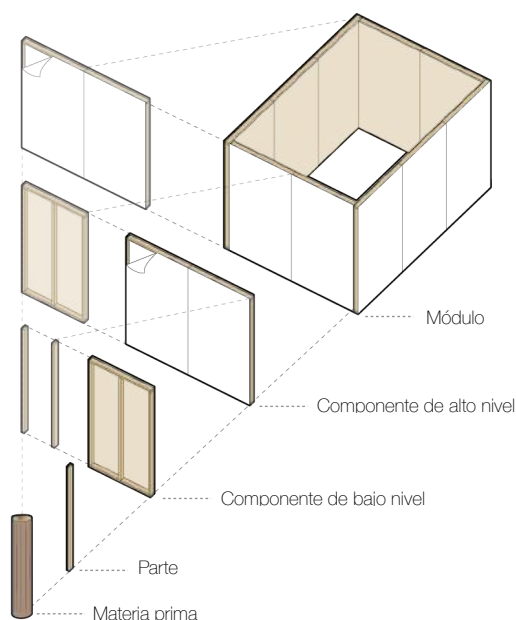 Módulo
Componente de alto nivel
Componente de bajo nivel
Parte
Materia prima